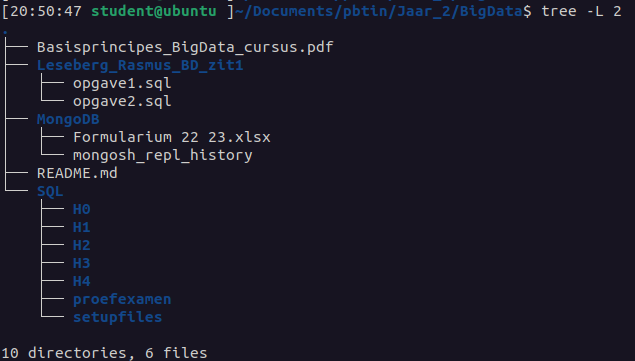 [20:50:47 student@ubuntu ]~/Documents/pbtin/Jaar_2/BigData$ tree -L 2
.
├── Basisprincipes_BigData_cursus.pdf
├── Leseberg_Rasmus_BD_zit1
│   ├── opgave1.sql
│   └── opgave2.sql
├── MongoDB
│   ├── Formularium 22 23.xlsx
│   └── mongosh_repl_history
├── README.md
└── SQL
    ├── H0
    ├── H1
    ├── H2
    ├── H3
    ├── H4
    ├── proefexamen
    └── setupfiles

10 directories, 6 files